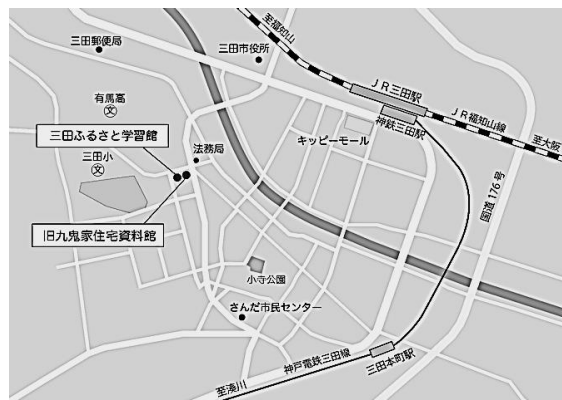 三田郵便局
三田市役所
至福知山
JR三田駅
有馬高
文
神鉄三田駅
JR福知山線
至大阪
キッピーモール
三田ふるさと学習館
法務局
三田小
文
国道176号
旧九鬼家住宅資料館
小寺公園
さんだ市民センター
神戸電鉄三田線
三田本町駅
至湊川